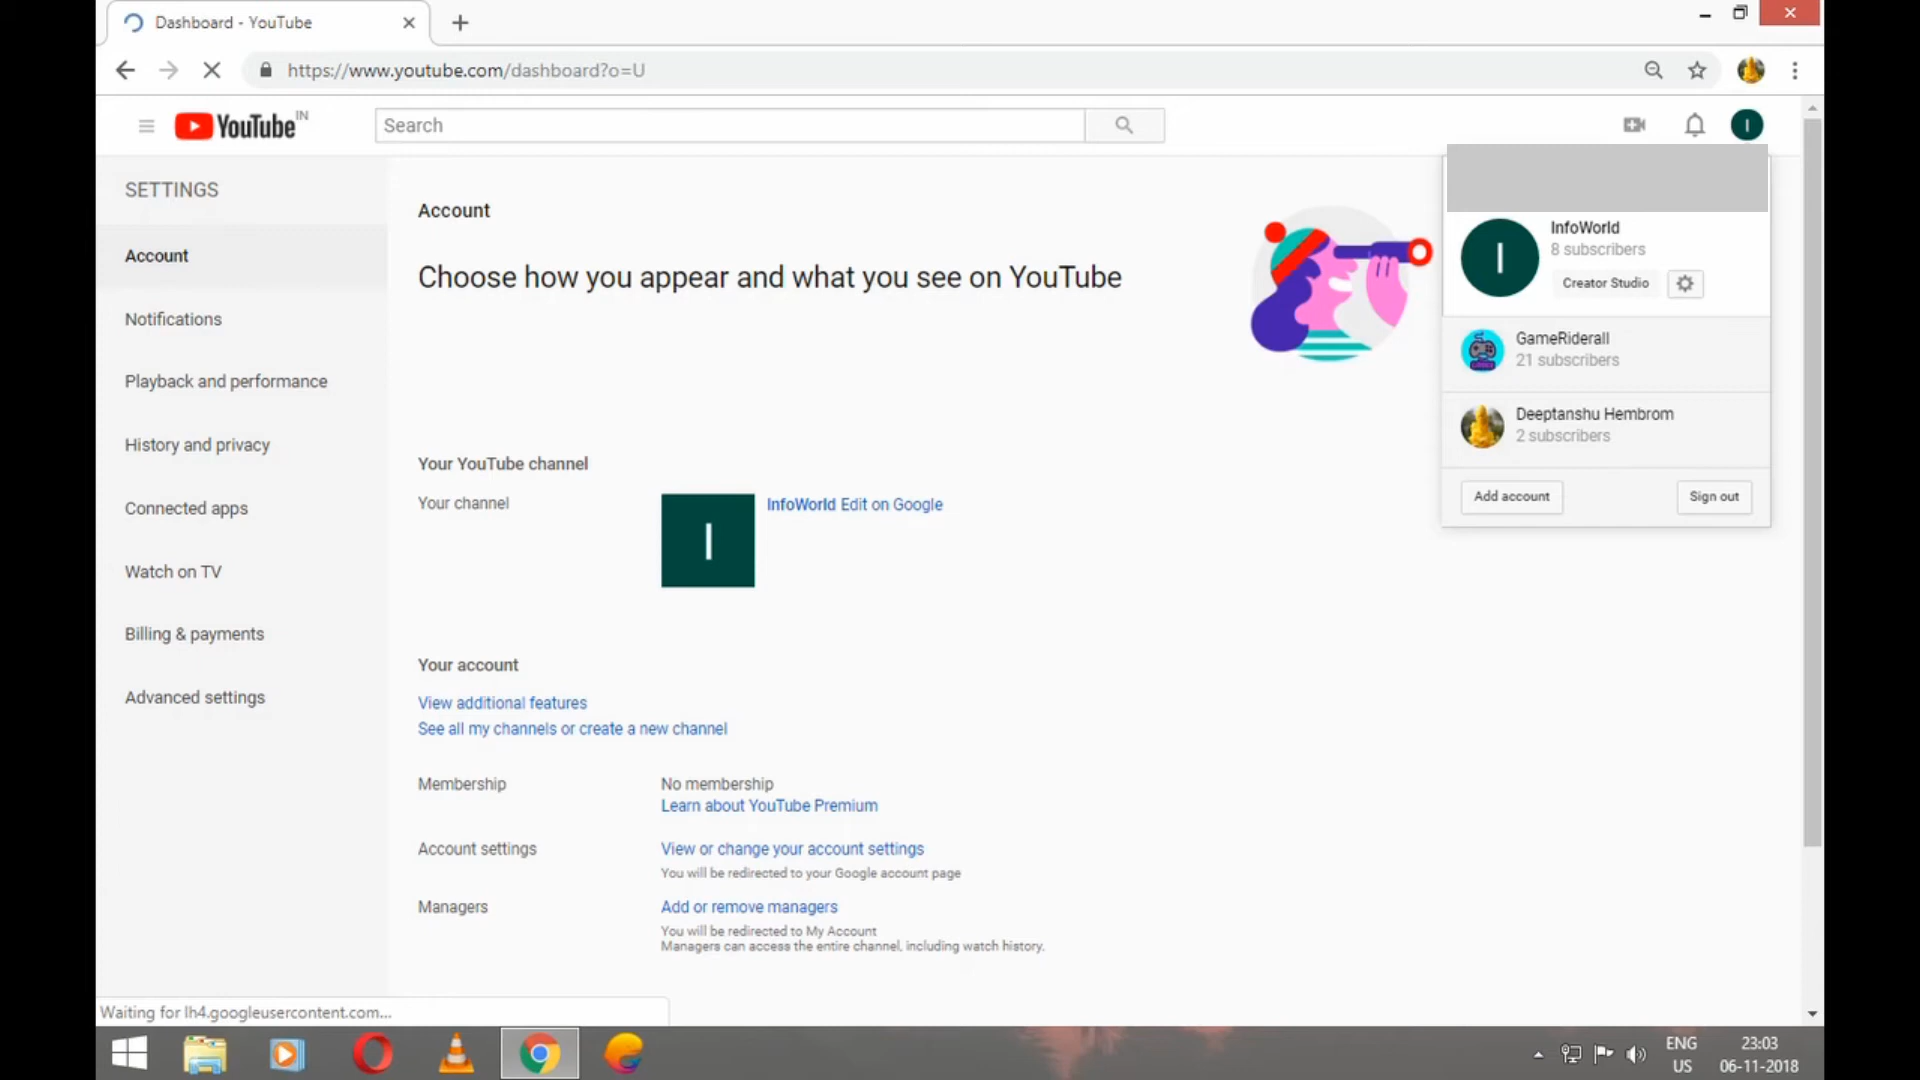 Dashboard - YouTube
https://www.youtube.com/dashboard?o=U
YouTube IN
Search
I
SETTINGS
Account
Notifications
Playback and performance
History and privacy
Connected apps
Watch on TV
Billing & payments
Advanced settings
Account
Choose how you appear and what you see on YouTube
Your YouTube channel
Your channel
I
InfoWorld Edit on Google
Your account
View additional features
See all my channels or create a new channel
Membership
No membership
Learn about YouTube Premium
Account settings
View or change your account settings
You will be redirected to your Google account page
Managers
Add or remove managers
You will be redirected to My Account
Managers can access the entire channel, including watch history.
I
InfoWorld
8 subscribers
Creator Studio
GameRiderall
21 subscribers
Deeptanshu Hembrom
2 subscribers
Add account
Sign out
Waiting for lh4.googleusercontent.com...
ENG
US
23:03
06-11-2018